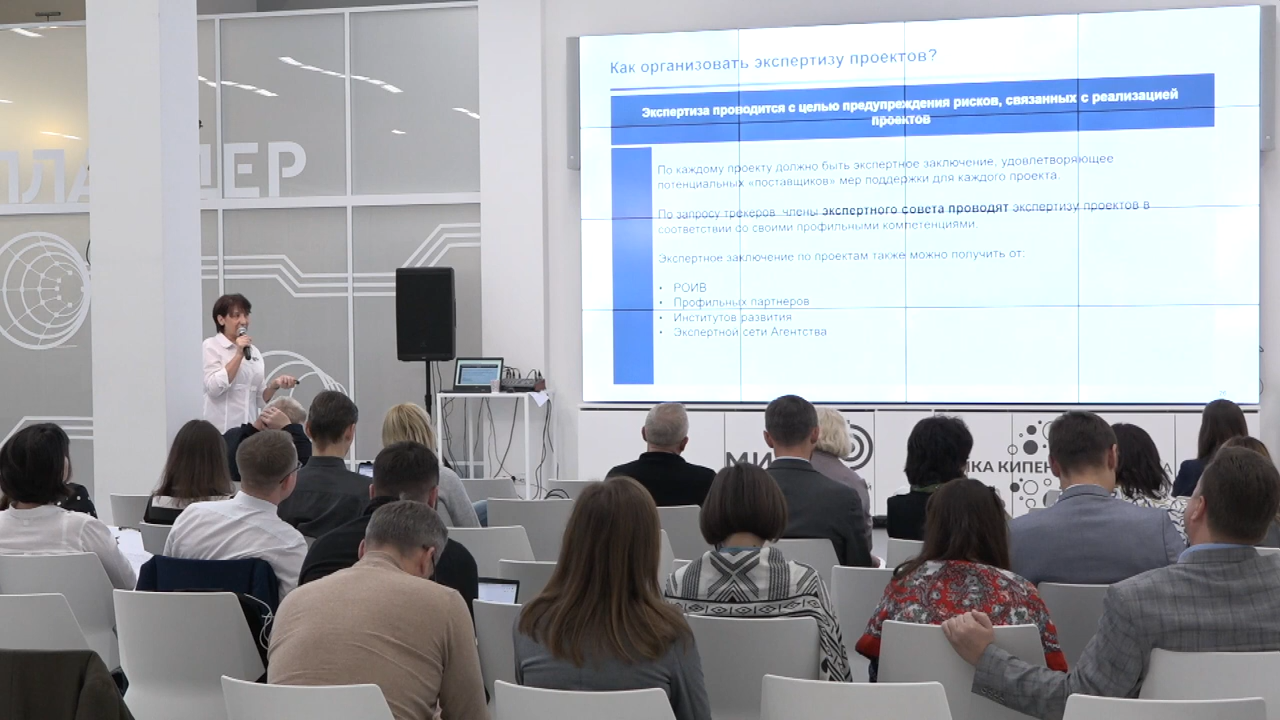 Как организовать экспертизу проектов?
Экспертиза проводится с целью предупреждения рисков, связанных с реализацией
проектов
По каждому проекту должно быть экспертное заключение, удовлетворяющее
потенциальных «поставщиков» мер поддержки для каждого проекта.
По запросу трекеров, члены экспертного совета проводят экспертизу проектов в
соответствии со своими профильными компетенциями.
Экспертное заключение по проектам также можно получить от:
• РОИВ
• Профильных партнеров
• Институтов развития
• Экспертной сети Агентства